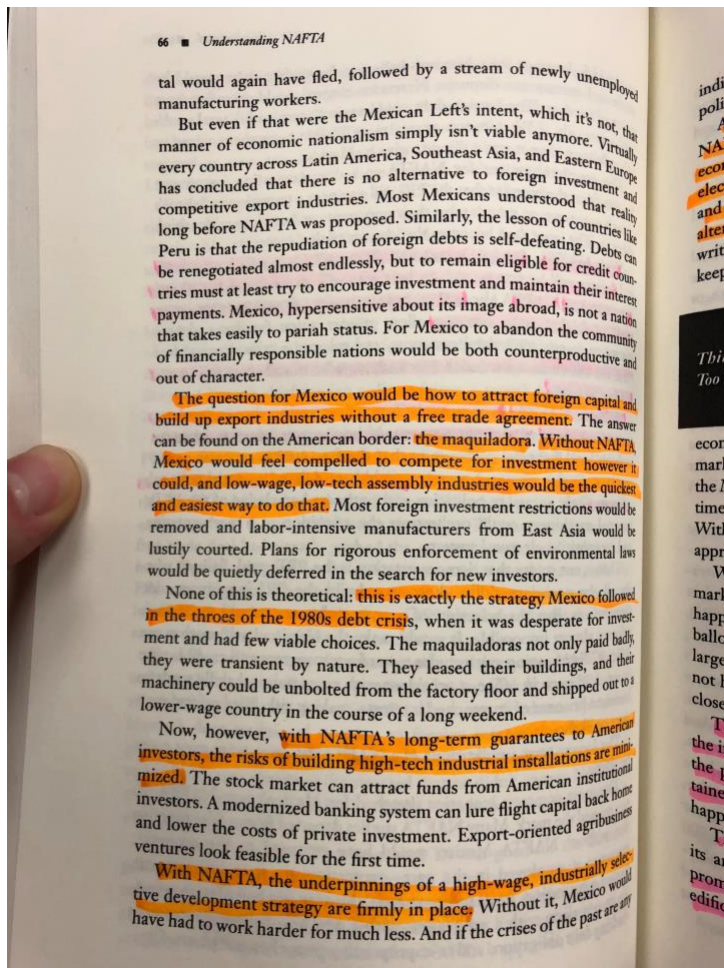 66 ■ Understanding NAFTA
tal would again have fled, followed by a stream of newly unemployed
manufacturing workers.
But even if that were the Mexican Left's intent, which it's not, that
manner of economic nationalism simply isn't viable anymore. Virtually
every country across Latin America, Southeast Asia, and Eastern Europe
has concluded that there is no alternative to foreign investment and
competitive export industries. Most Mexicans understood that reality
long before NAFTA was proposed. Similarly, the lesson of countries like
Peru is that the repudiation of foreign debts is self-defeating. Debts can
be renegotiated almost endlessly, but to remain eligible for credit coun-
tries must at least try to encourage investment and maintain their interest
payments. Mexico, hypersensitive about its image abroad, is not a nation
that takes easily to pariah status. For Mexico to abandon the community
of financially responsible nations would be both counterproductive and
out of character.
The question for Mexico would be how to attract foreign capital and
build up export industries without a free trade agreement. The answer
can be found on the American border: the maquiladora. Without NAFTA,
Mexico would feel compelled to compete for investment however it
could, and low-wage, low-tech assembly industries would be the quickest
and easiest way to do that. Most foreign investment restrictions would be
removed and labor-intensive manufacturers from East Asia would be
lustily courted. Plans for rigorous enforcement of environmental laws
would be quietly deferred in the search for new investors.
None of this is theoretical: this is exactly the strategy Mexico followed
in the throes of the 1980s debt crisis, when it was desperate for invest-
ment and had few viable choices. The maquiladoras not only paid badly,
they were transient by nature. They leased their buildings, and their
machinery could be unbolted from the factory floor and shipped out to a
lower-wage country in the course of a long weekend.
Now, however, with NAFTA's long-term guarantees to American
investors, the risks of building high-tech industrial installations are mini-
mized. The stock market can attract funds from American institutional
investors. A modernized banking system can lure flight capital back home
and lower the costs of private investment. Export-oriented agribusiness
ventures look feasible for the first time.
With NAFTA, the underpinnings of a high-wage, industrially selec-
tive development strategy are firmly in place. Without it, Mexico would
have had to work harder for much less. And if the crises of the past are any
and
Too
the